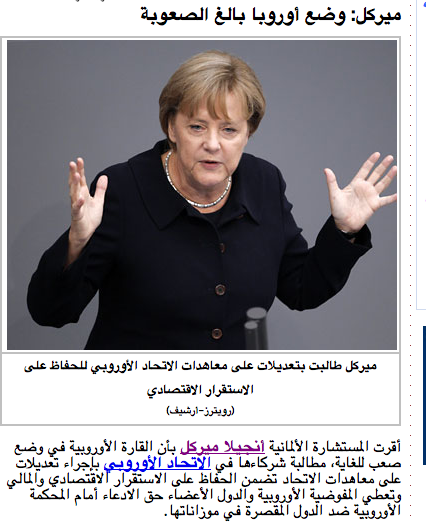 ميركل: وضع أوروبا بالغ الصعوبة
ميركل طالبت بتعديلات على معاهدات الاتحاد الأوروبي للحفاظ على
الاستقرار الاقتصادي
(رويترز-ارشيف)
أقرت المستشارة الألمانية أنجيلا ميركل بأن القارة الأوروبية في وضع
صعب للغاية، مطالبة شركاءها في الاتحاد الأوروبي بإجراء تعديلات
على معاهدات الاتحاد تضمن الحفاظ على الاستقرار الاقتصادي والمالي
وتعطي المفوضية الأوروبية والدول الأعضاء حق الادعاء أمام المحكمة
الأوروبية ضد الدول المقصرة في موزاناتها.